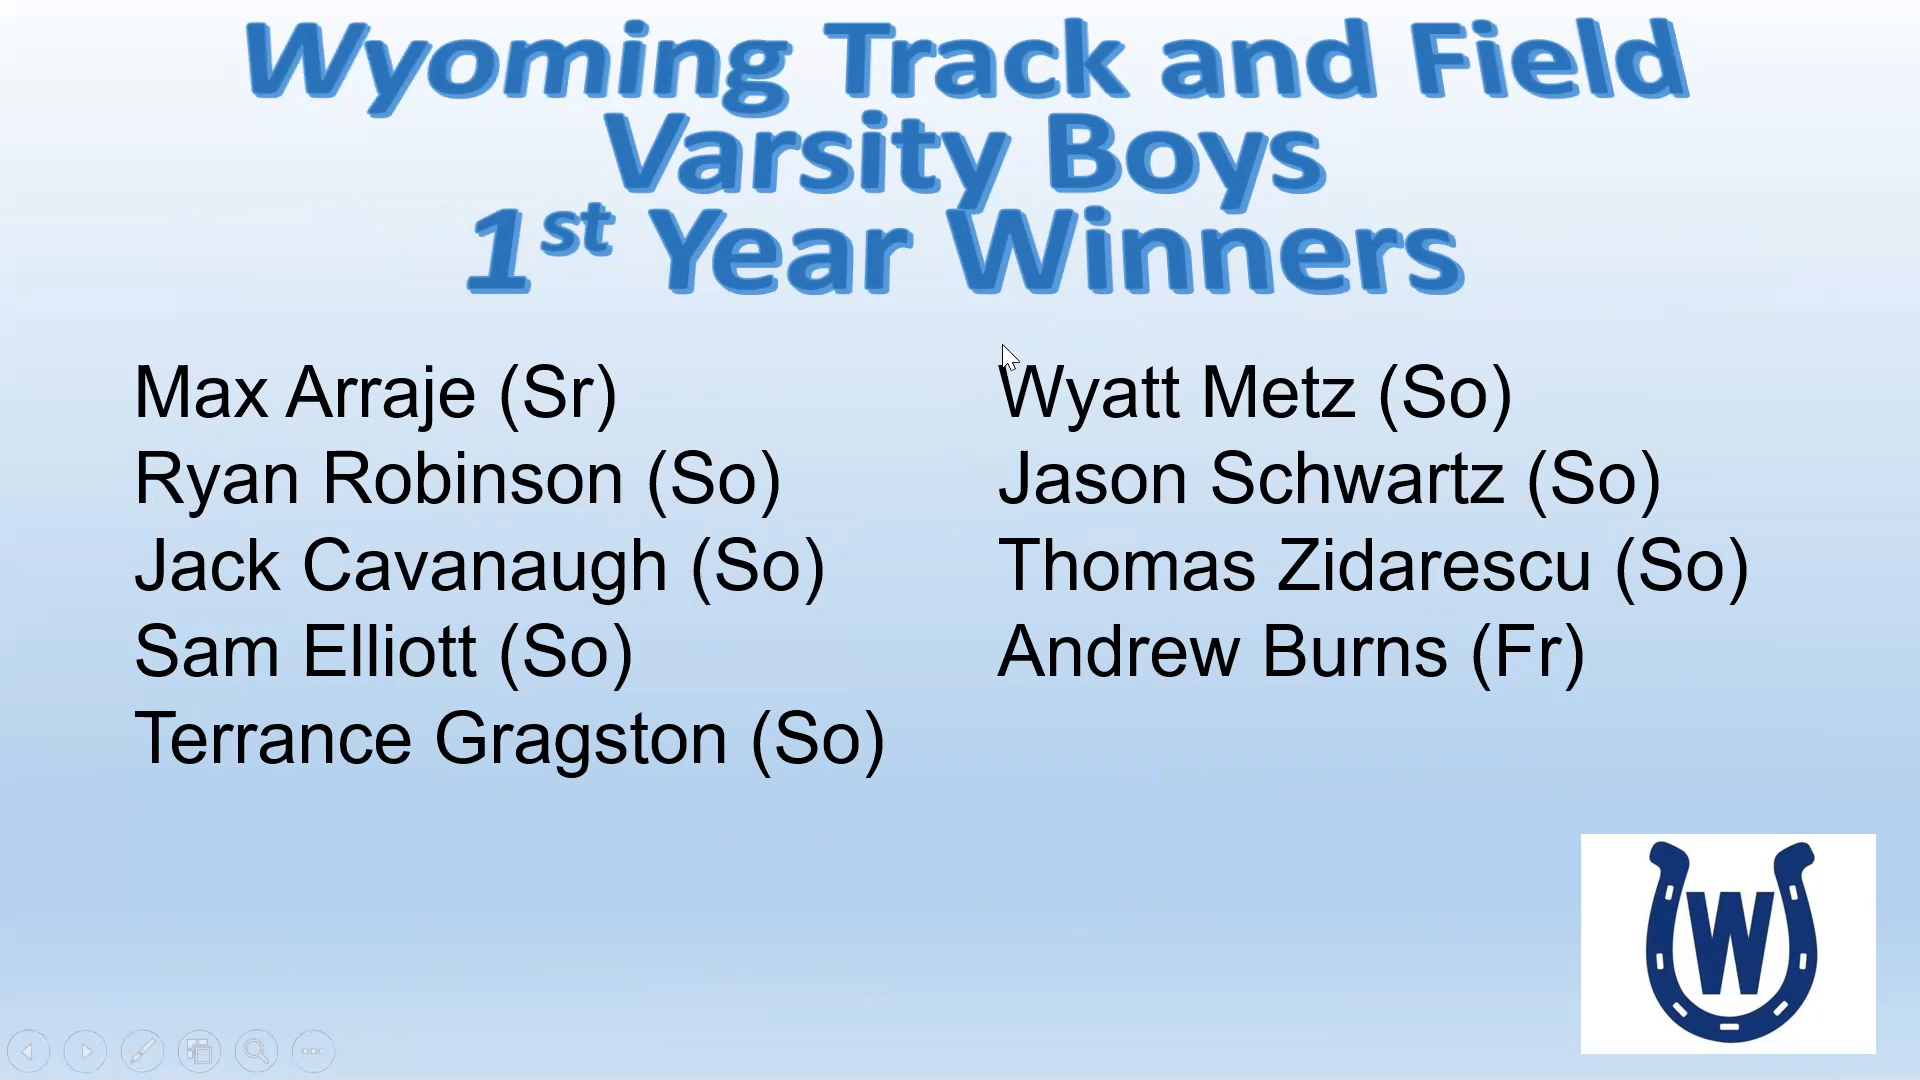 Wyoming Track and Field
Varsity Boys
1st Year Winners
Max Arraje (Sr)
Ryan Robinson (So)
Jack Cavanaugh (So)
Sam Elliott (So)
Terrance Gragston (So)
Wyatt Metz (So)
Jason Schwartz (So)
Thomas Zidarescu (So)
Andrew Burns (Fr)
W